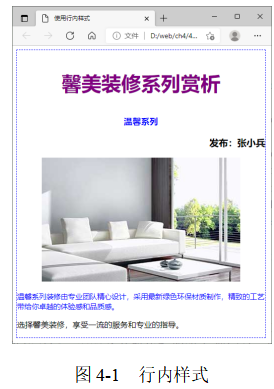 使用行内样式
文件 | D:/web/ch4/4...
馨美装修系列赏析
温馨系列
发布：张小兵
温馨系列装修由专业团队精心设计，采用最新绿色环保材质制作，精致的工艺
带给你卓越的体验感和品质感。
选择馨美装修，享受一流的服务和专业的指导。
图 4-1 行内样式